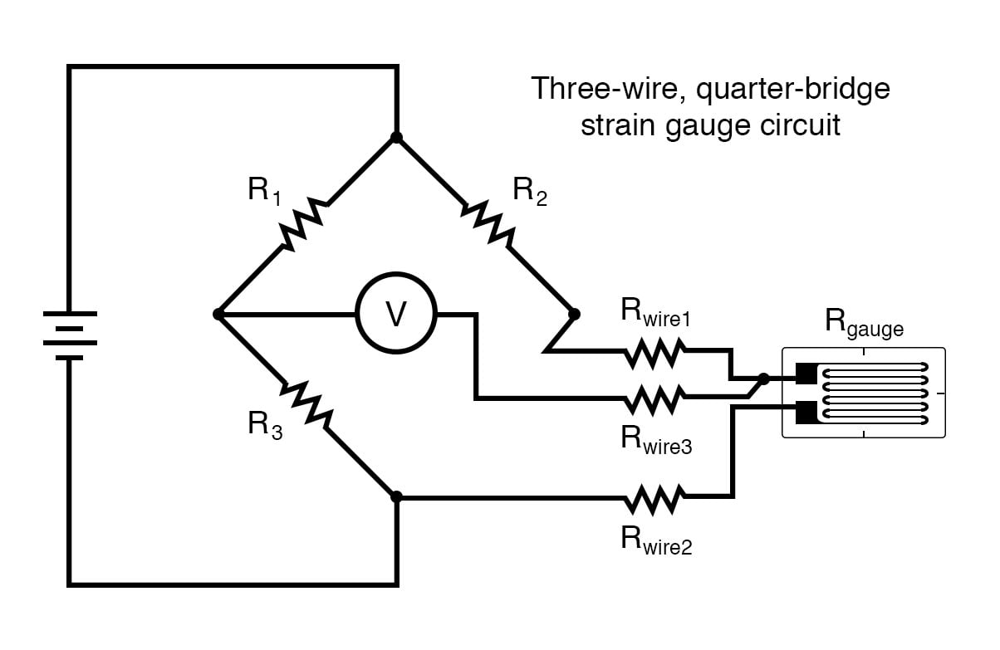 Three-wire, quarter-bridge
strain gauge circuit
R1
R2
V
Rwire1
Rgauge
R3
Rwire3
Rwire2